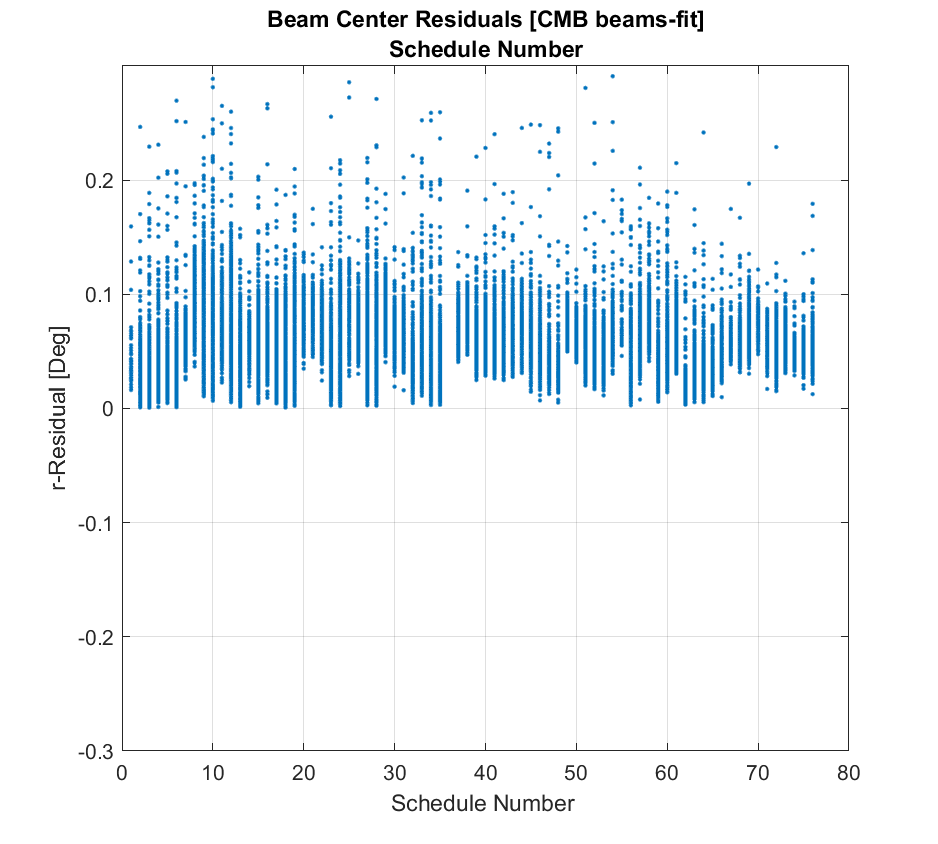 Beam Center Residuals [CMB beams-fit]
Schedule Number
0.2
0.1
0
-0.1
-0.2
-0.3
r-Residual [Deg]
0 10 20 30 40 50 60 70 80
Schedule Number